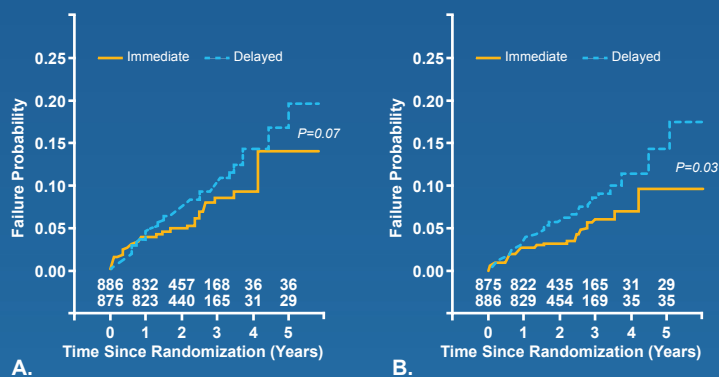 Failure Probability
0.25
0.20
0.15
0.10
0.05
0.00
Immediate
Delayed
P=0.07
886 832 457 168 36 36
875 823 440 165 31 29
0 1 2 3 4 5
Time Since Randomization (Years)
A.
Failure Probability
0.25
0.20
0.15
0.10
0.05
0.00
Immediate
Delayed
P=0.03
875 822 435 165 31 29
886 829 454 169 35 35
0 1 2 3 4 5
Time Since Randomization (Years)
B.